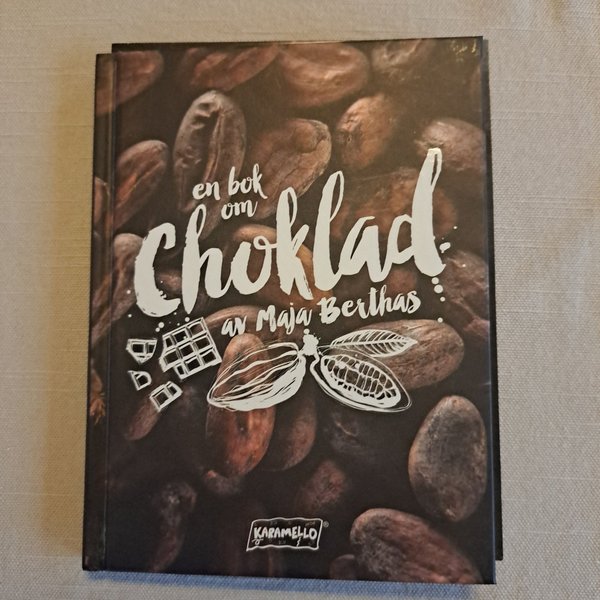 en bok
om
Choklad
av Maja Berthas
KARAMELLO®